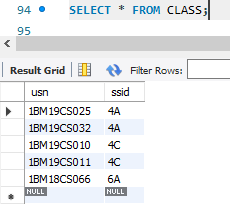 94 SELECT * FROM CLASS;
95
Result Grid Filter Rows:
usn ssid
1BM19CS025 4A
1BM19CS032 4A
1BM19CS010 4C
1BM19CS011 4C
1BM18CS066 6A
NULL NULL